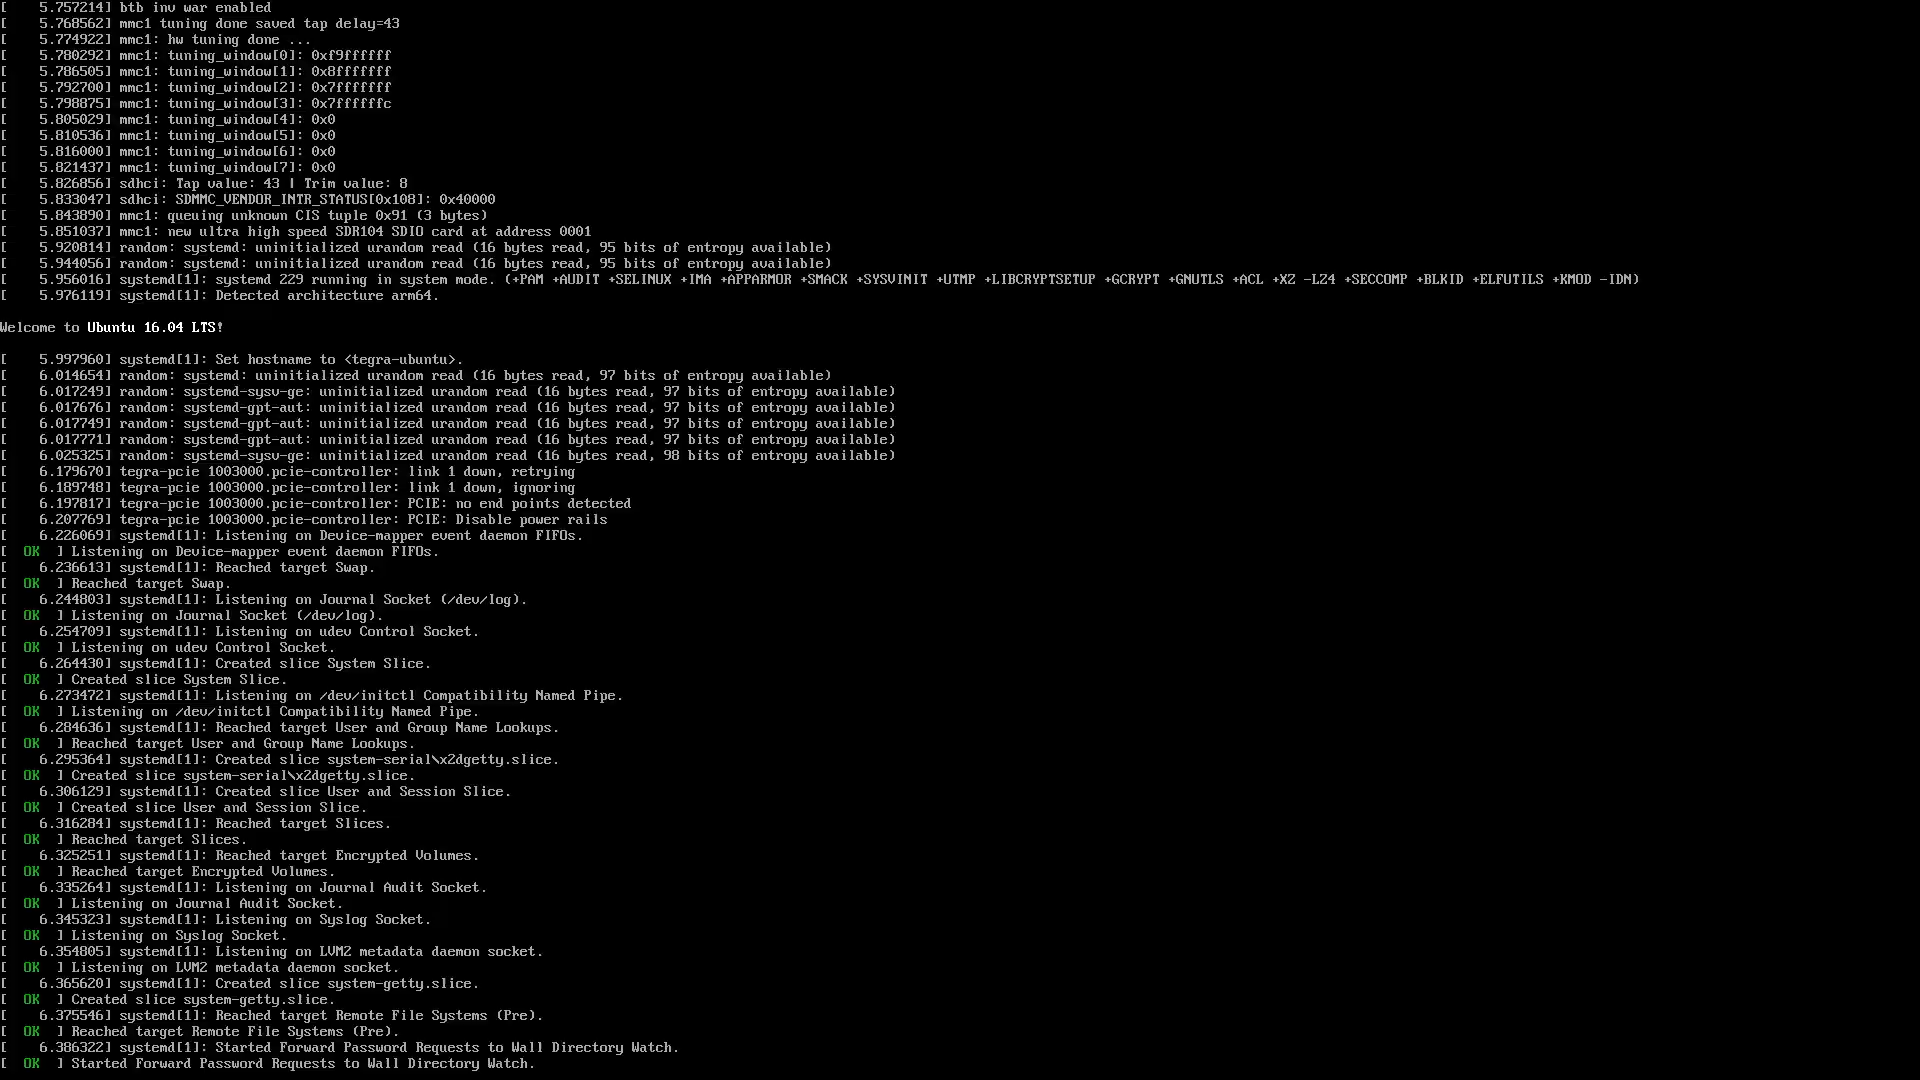 [    5.757214] btb inv war enabled
[    5.768562] mmc1 tuning done saved tap delay=43
[    5.774922] mmc1: hw tuning done ...
[    5.780292] mmc1: tuning_window[0]: 0xf9ffffff
[    5.786505] mmc1: tuning_window[1]: 0x8fffffff
[    5.792700] mmc1: tuning_window[2]: 0x7fffffff
[    5.798875] mmc1: tuning_window[3]: 0x7ffffffc
[    5.805029] mmc1: tuning_window[4]: 0x0
[    5.810536] mmc1: tuning_window[5]: 0x0
[    5.816000] mmc1: tuning_window[6]: 0x0
[    5.821437] mmc1: tuning_window[7]: 0x0
[    5.826856] sdhci: Tap value: 43 | Trim value: 8
[    5.833047] sdhci: SDMMC_VENDOR_INTR_STATUS[0x108]: 0x40000
[    5.843890] mmc1: queuing unknown CIS tuple 0x91 (3 bytes)
[    5.851037] mmc1: new ultra high speed SDR104 SDIO card at address 0001
[    5.920814] random: systemd: uninitialized urandom read (16 bytes read, 95 bits of entropy available)
[    5.944056] random: systemd: uninitialized urandom read (16 bytes read, 95 bits of entropy available)
[    5.956016] systemd[1]: systemd 229 running in system mode. (+PAM +AUDIT +SELINUX +IMA +APPARMOR +SMACK +SYSVINIT +UTMP +LIBCRYPTSETUP +GCRYPT +GNUTLS +ACL +XZ -LZ4 +SECCOMP +BLKID +ELFUTILS +KMOD -IDN)
[    5.976119] systemd[1]: Detected architecture arm64.
Welcome to Ubuntu 16.04 LTS!
[    5.997960] systemd[1]: Set hostname to <tegra-ubuntu>.
[    6.014654] random: systemd: uninitialized urandom read (16 bytes read, 97 bits of entropy available)
[    6.017249] random: systemd-sysv-ge: uninitialized urandom read (16 bytes read, 97 bits of entropy available)
[    6.017676] random: systemd-gpt-aut: uninitialized urandom read (16 bytes read, 97 bits of entropy available)
[    6.017749] random: systemd-gpt-aut: uninitialized urandom read (16 bytes read, 97 bits of entropy available)
[    6.017771] random: systemd-gpt-aut: uninitialized urandom read (16 bytes read, 97 bits of entropy available)
[    6.025325] random: systemd-sysv-ge: uninitialized urandom read (16 bytes read, 98 bits of entropy available)
[    6.179670] tegra-pcie 1003000.pcie-controller: link 1 down, retrying
[    6.189748] tegra-pcie 1003000.pcie-controller: link 1 down, ignoring
[    6.197817] tegra-pcie 1003000.pcie-controller: PCIE: no end points detected
[    6.207769] tegra-pcie 1003000.pcie-controller: PCIE: Disable power rails
[    6.226069] systemd[1]: Listening on Device-mapper event daemon FIFOs.
[  OK  ] Listening on Device-mapper event daemon FIFOs.
[    6.236613] systemd[1]: Reached target Swap.
[  OK  ] Reached target Swap.
[    6.244803] systemd[1]: Listening on Journal Socket (/dev/log).
[  OK  ] Listening on Journal Socket (/dev/log).
[    6.254709] systemd[1]: Listening on udev Control Socket.
[  OK  ] Listening on udev Control Socket.
[    6.264430] systemd[1]: Created slice System Slice.
[  OK  ] Created slice System Slice.
[    6.273472] systemd[1]: Listening on /dev/initctl Compatibility Named Pipe.
[  OK  ] Listening on /dev/initctl Compatibility Named Pipe.
[    6.284636] systemd[1]: Reached target User and Group Name Lookups.
[  OK  ] Reached target User and Group Name Lookups.
[    6.295364] systemd[1]: Created slice system-serial\x2dgetty.slice.
[  OK  ] Created slice system-serial\x2dgetty.slice.
[    6.306129] systemd[1]: Created slice User and Session Slice.
[  OK  ] Created slice User and Session Slice.
[    6.316284] systemd[1]: Reached target Slices.
[  OK  ] Reached target Slices.
[    6.325251] systemd[1]: Reached target Encrypted Volumes.
[  OK  ] Reached target Encrypted Volumes.
[    6.335264] systemd[1]: Listening on Journal Audit Socket.
[  OK  ] Listening on Journal Audit Socket.
[    6.345323] systemd[1]: Listening on Syslog Socket.
[  OK  ] Listening on Syslog Socket.
[    6.354805] systemd[1]: Listening on LVM2 metadata daemon socket.
[  OK  ] Listening on LVM2 metadata daemon socket.
[    6.365620] systemd[1]: Created slice system-getty.slice.
[  OK  ] Created slice system-getty.slice.
[    6.375546] systemd[1]: Reached target Remote File Systems (Pre).
[  OK  ] Reached target Remote File Systems (Pre).
[    6.386322] systemd[1]: Started Forward Password Requests to Wall Directory Watch.
[  OK  ] Started Forward Password Requests to Wall Directory Watch.